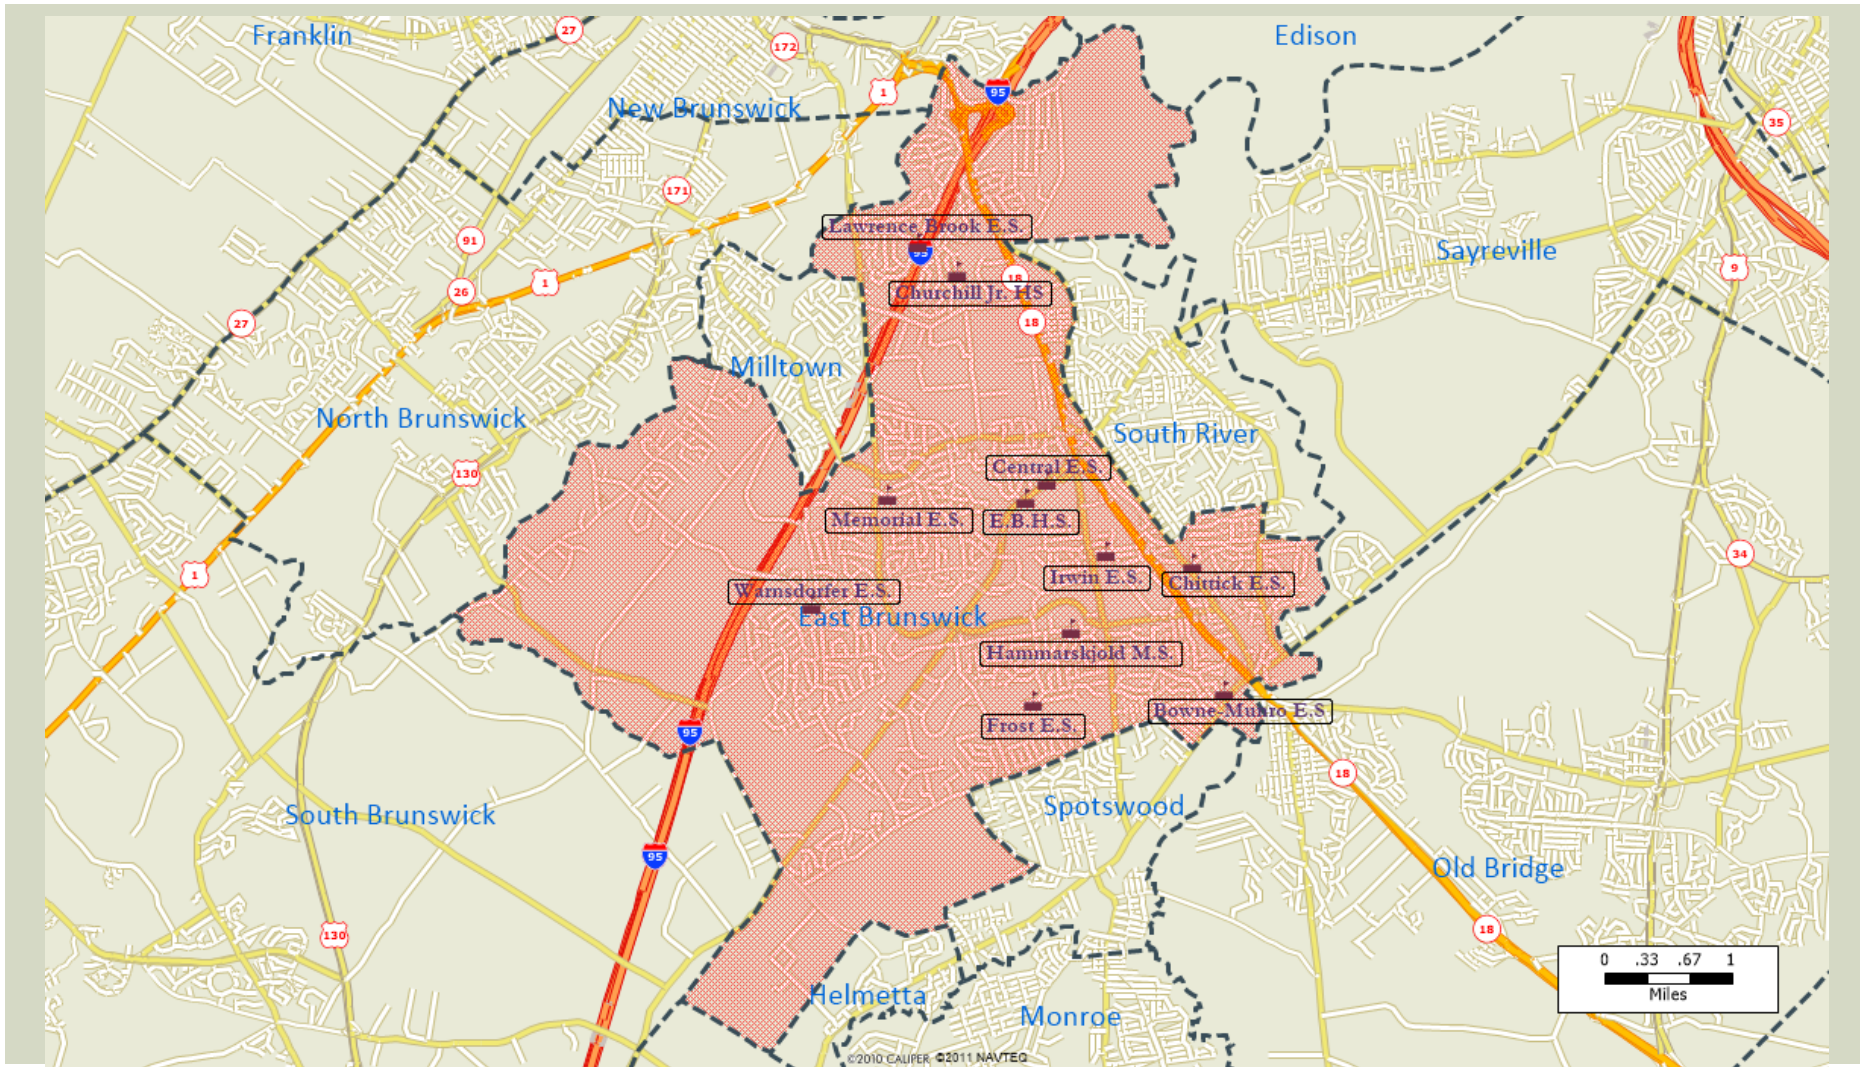 Franklin
27
172
Edison
1
95
New Brunswick
35
171
Lawrence Brook E.S.
91
95
Sayreville
9
18
1
26
Churchill Jr. HS
27
18
Milltown
North Brunswick
South River
130
Central E.S.
Memorial E.S.
E.B.H.S.
34
1
Irwin E.S.
Chittick E.S.
Warnsdorfer E.S.
East Brunswick
Hammarskjold M.S.
Bowne-Munro E.S
Frost E.S.
95
18
Spotswood
South Brunswick
95
Old Bridge
18
130
0 .33 .67 1
Miles
Helmetta
Monroe
©2010 CALIPER; ©2011 NAVTEQ